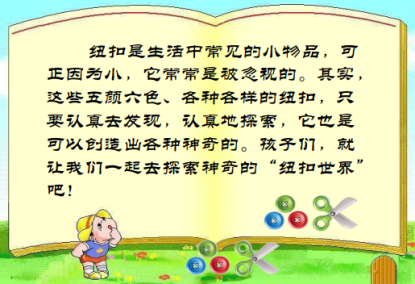 纽扣是生活中常见的小物品，可
正因为小，它常常是被忽视的。其实，
这些五颜六色、各种各样的纽扣，只
要认真去发现，认真地探索，它也是
可以创造出各种神奇的。孩子们，就
让我们一起去探索神奇的“纽扣世界”
吧！